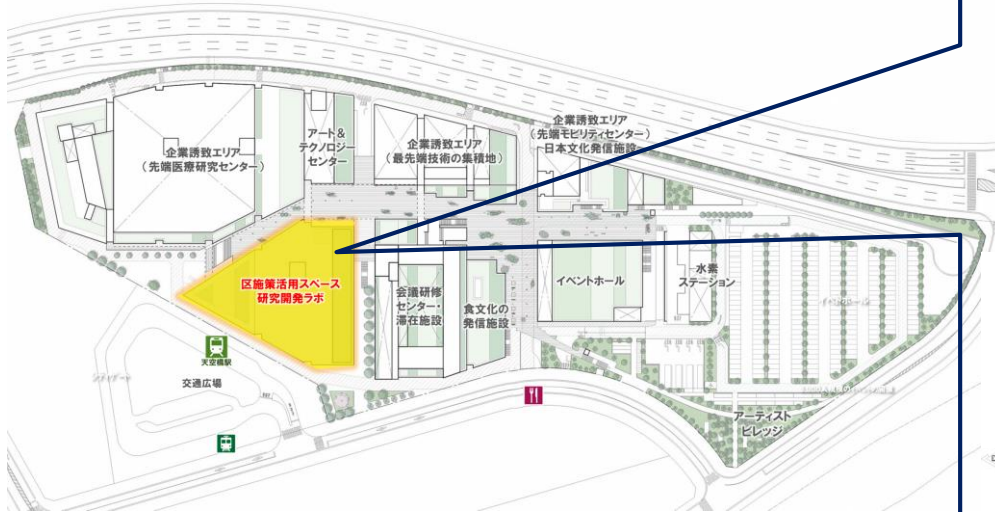 企業誘致エリア
(先端医療研究センター)
アート&
テクノロジー
センター
企業誘致エリア
(最先端技術の集積地)
企業誘致エリア
(先端モビリティセンター)
日本文化発信施設
区施策活用スペース
研究開発ラボ
会議研修
センター・
滞在施設
食文化の
発信施設
イベントホール
水素
ステーション
天空橋駅
交通広場
アーティスト
ビレッジ